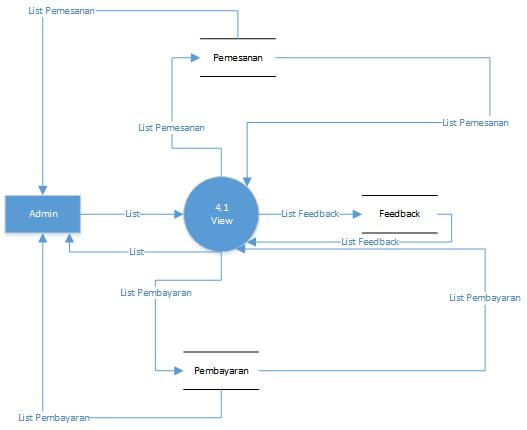 List Pemesanan
Pemesanan
List Pemesanan
List Pemesanan
Admin
List
4.1
View
List Feedback
Feedback
List Feedback
List
List Pembayaran
List Pembayaran
Pembayaran
List Pembayaran